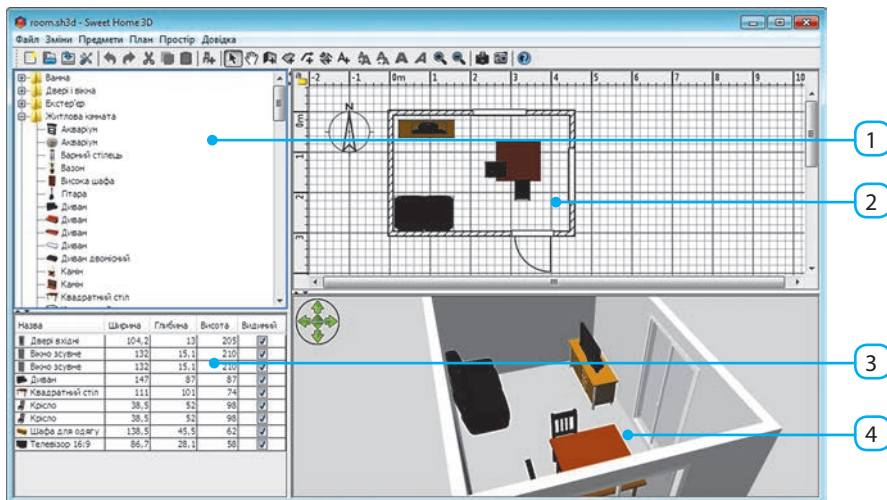 room.sh3d - Sweet Home 3D
Файл Зміни Предмети План Простір Довідка
Ванна
Двері і вікна
Екстер'єр
Житлова кімната
Акваріун
Акваріун
Барний стілець
Вазон
Висока шафа
Гітара
Диван
Диван
Диван
Диван
Диван двомісний
Камін
Камін
Квадратний стіл
-2 -1 0m 1 2 3 4 5 6 7 8 9 10
0m
1
2
3
N
1
2
3
4
Назва Ширина Глибина Висота Видимий
Двері вхідні 104,2 13 205
Вікно зсувне 132 15,1 210
Вікно зсувне 132 15,1 210
Диван 147 87 87
Квадратний стіл 111 101 74
Крісло 38,5 52 98
Крісло 38,5 52 98
Шафа для одягу 138,5 45,5 62
Телевізор 16:9 86,7 28,1 58